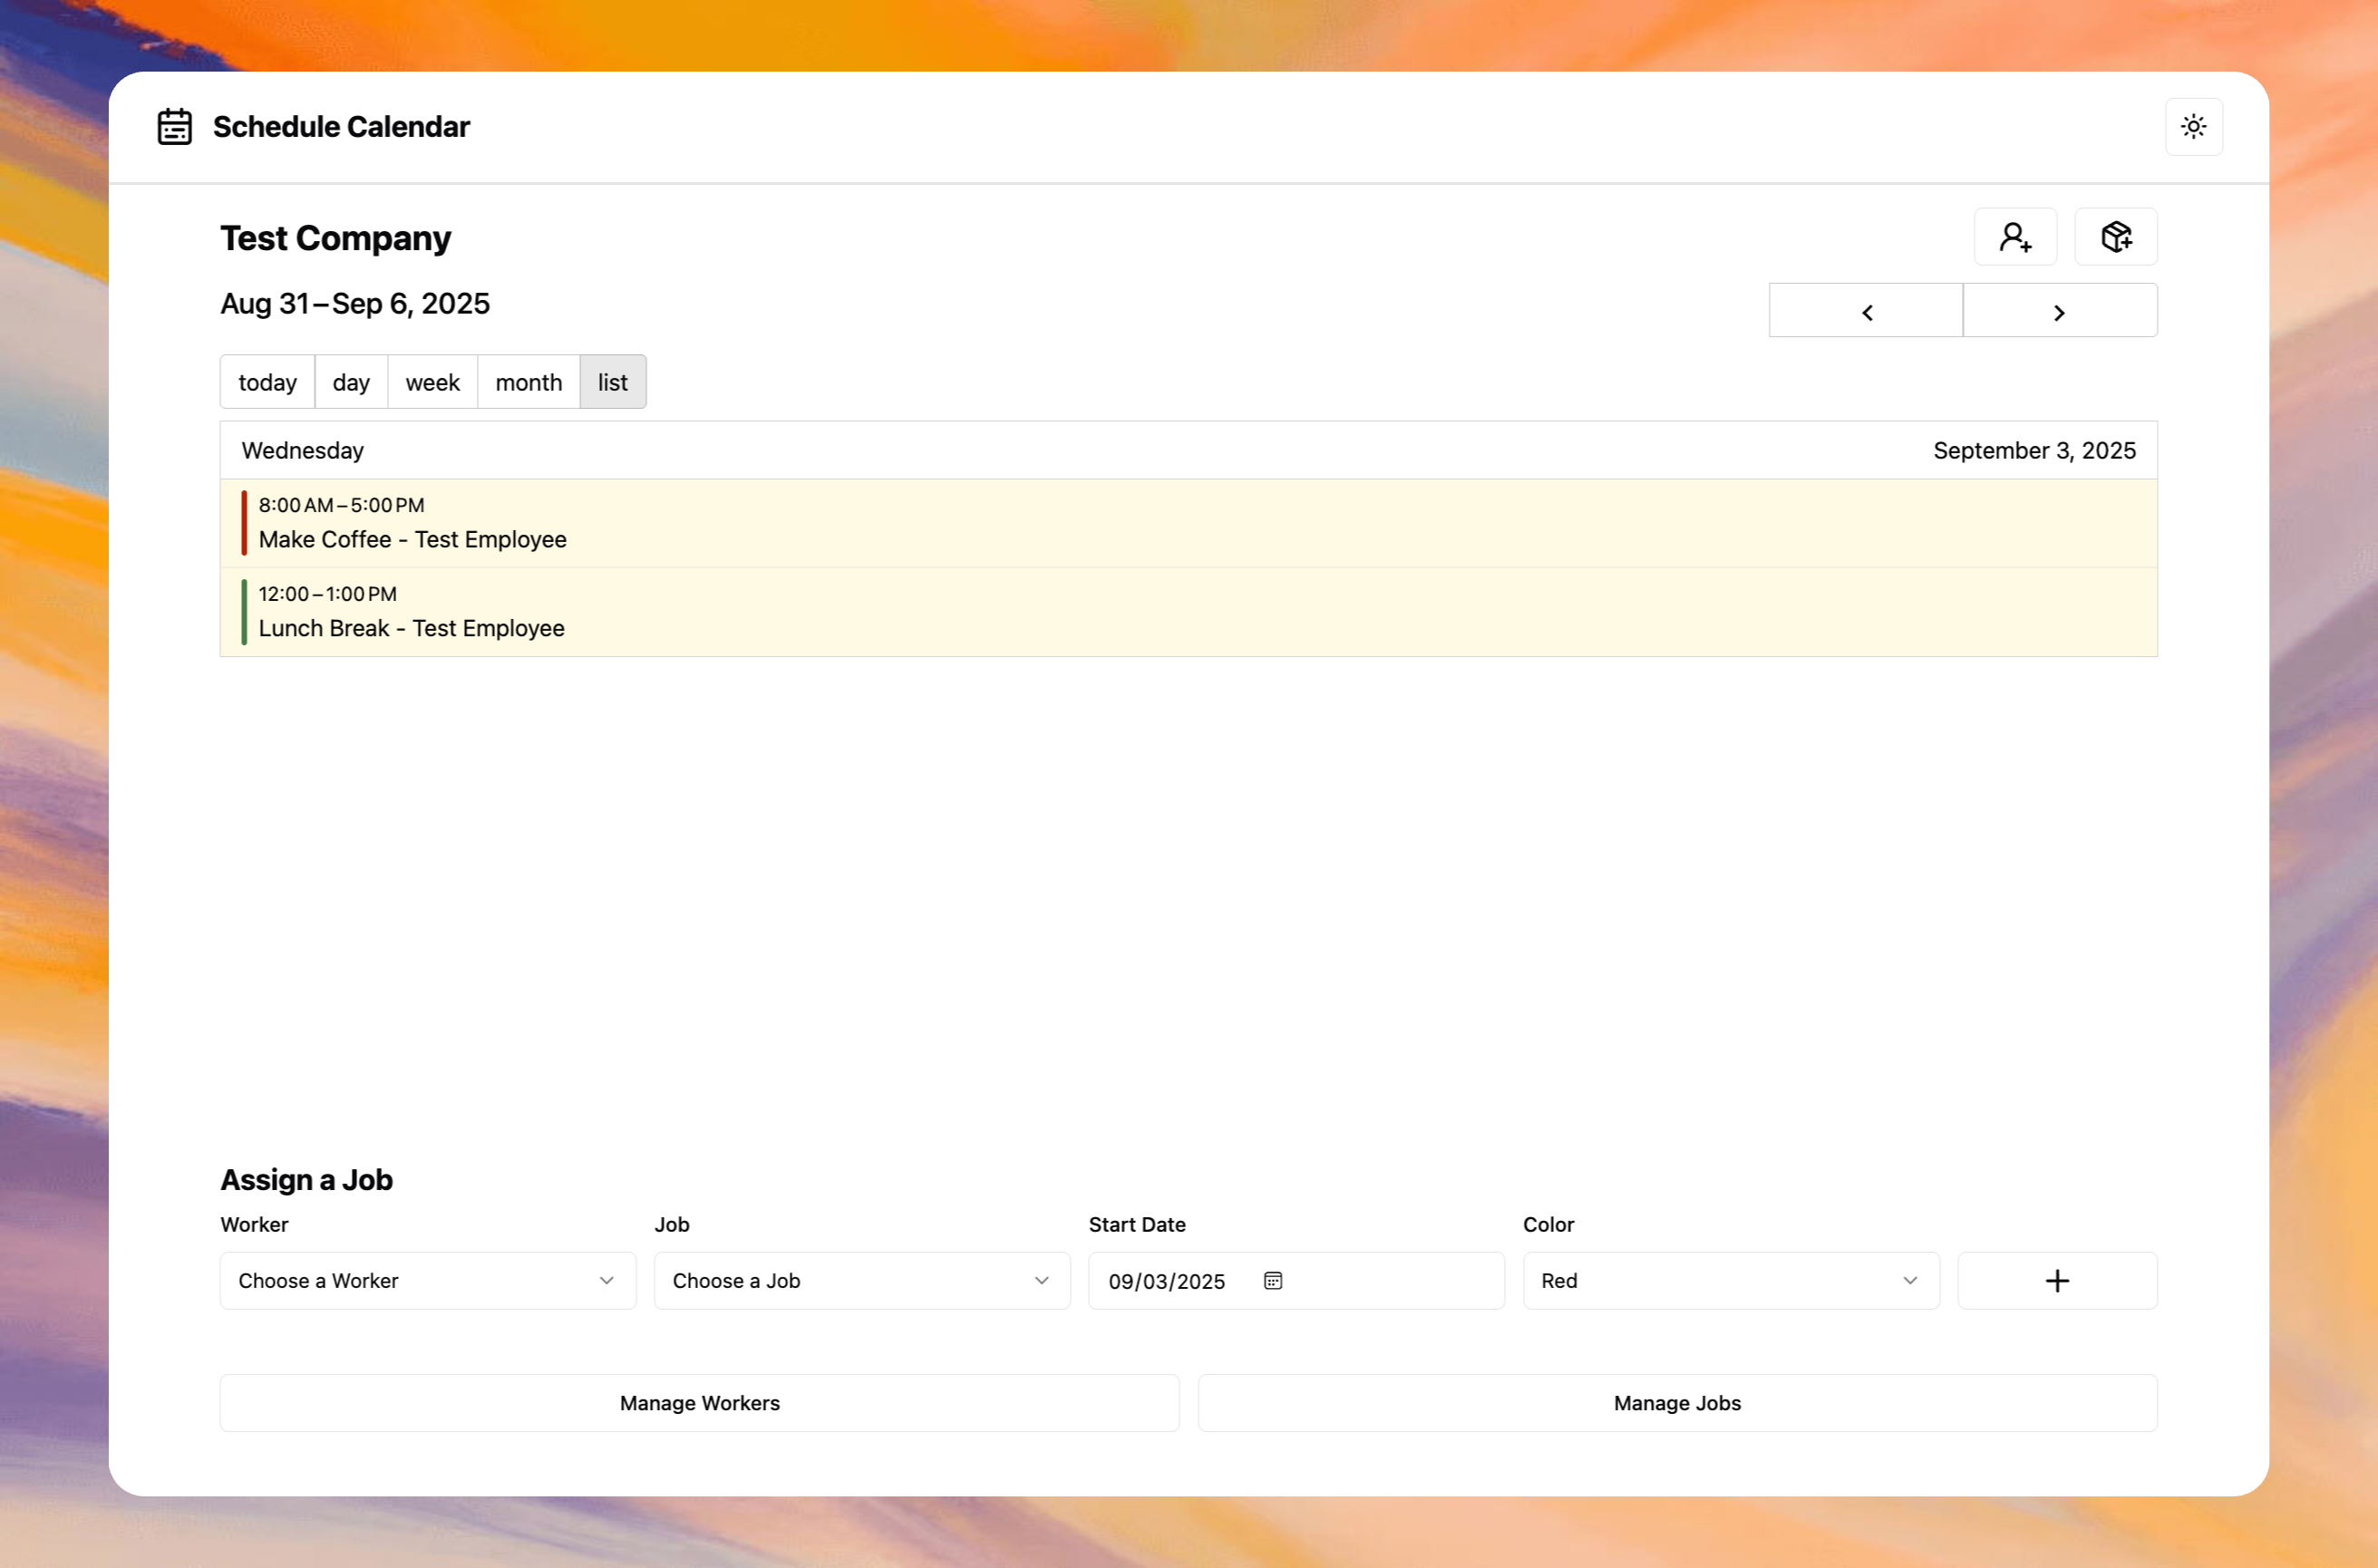 Schedule Calendar
Test Company
Aug 31 – Sep 6, 2025
today day week month list
Wednesday September 3, 2025
8:00 AM – 5:00 PM
Make Coffee - Test Employee
12:00 – 1:00 PM
Lunch Break - Test Employee
Assign a Job
Worker Job Start Date Color
Choose a Worker Choose a Job 09/03/2025 Red
Manage Workers Manage Jobs